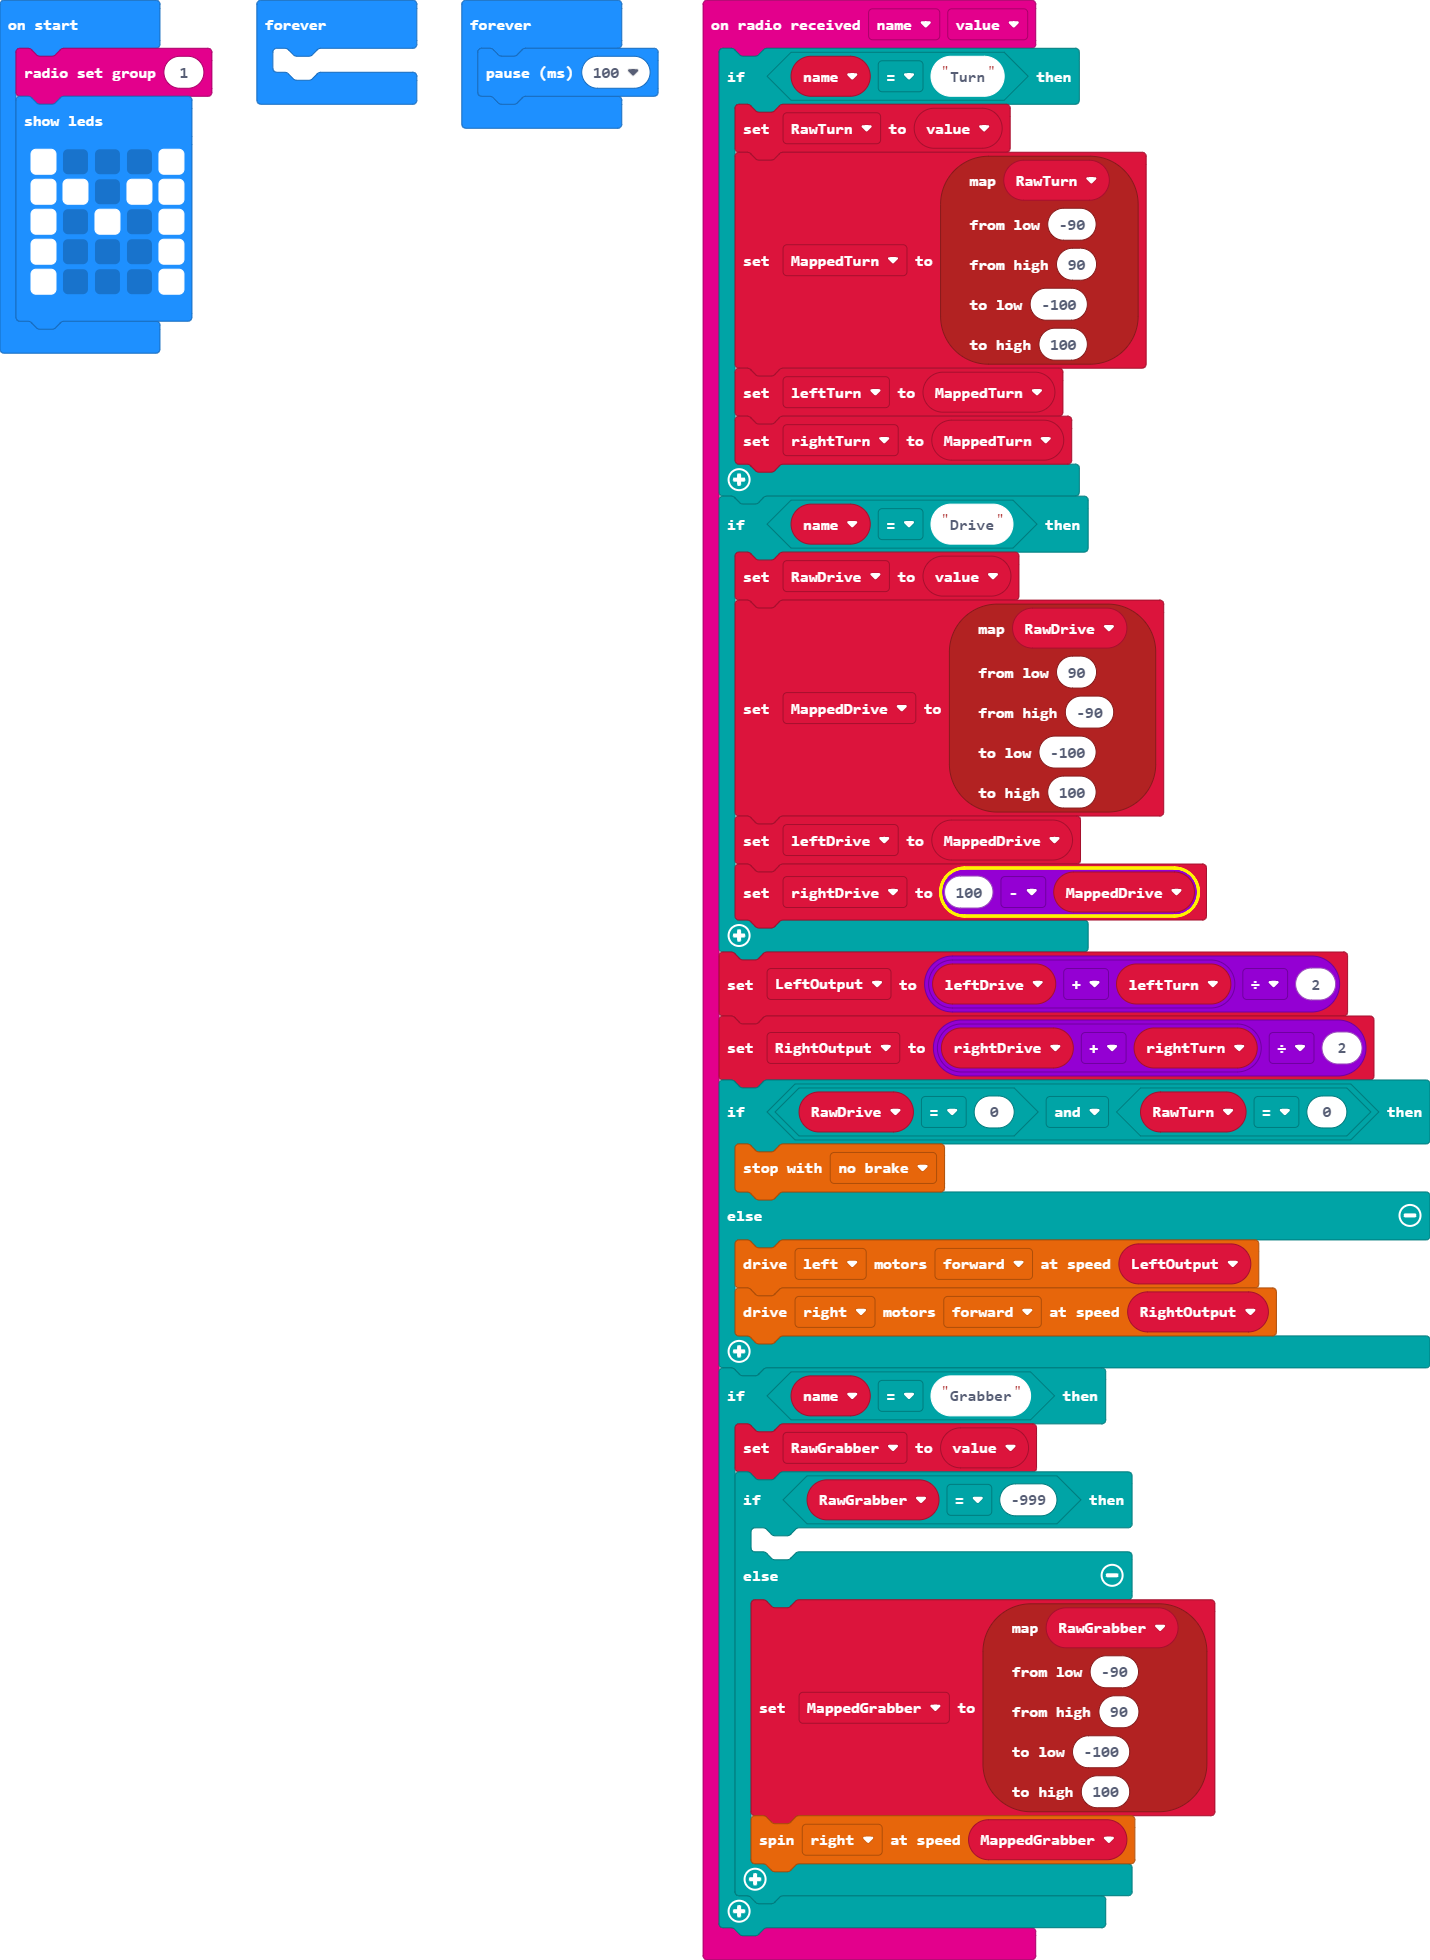 on start
radio set group 1
show leds
forever
forever
pause (ms) 100
on radio received name value
if name = "Turn" then
set RawTurn to value
set MappedTurn to
map RawTurn
from low -90
from high 90
to low -100
to high 100
set leftTurn to MappedTurn
set rightTurn to MappedTurn
if name = "Drive" then
set RawDrive to value
set MappedDrive to
map RawDrive
from low 90
from high -90
to low -100
to high 100
set leftDrive to MappedDrive
set rightDrive to 100 - MappedDrive
set LeftOutput to leftDrive + leftTurn ÷ 2
set RightOutput to rightDrive + rightTurn ÷ 2
if RawDrive = 0 and RawTurn = 0 then
stop with no brake
else
drive left motors forward at speed LeftOutput
drive right motors forward at speed RightOutput
if name = "Grabber" then
set RawGrabber to value
if RawGrabber = -999 then
else
set MappedGrabber to
map RawGrabber
from low -90
from high 90
to low -100
to high 100
spin right at speed MappedGrabber